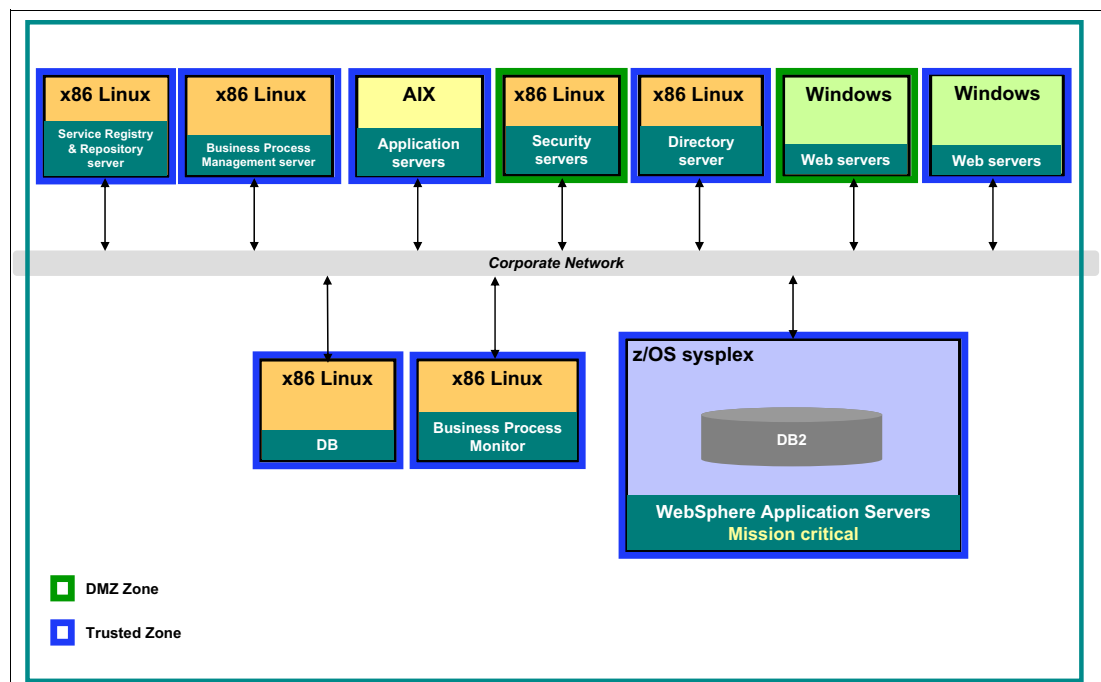 x86 Linux
Service Registry
& Repository
server
x86 Linux
Business Process
Management server
AIX
Application
servers
x86 Linux
Security
servers
x86 Linux
Directory
server
Windows
Web servers
Windows
Web servers
Corporate Network
x86 Linux
DB
x86 Linux
Business Process
Monitor
z/OS sysplex
DB2
WebSphere Application Servers
Mission critical
DMZ Zone
Trusted Zone